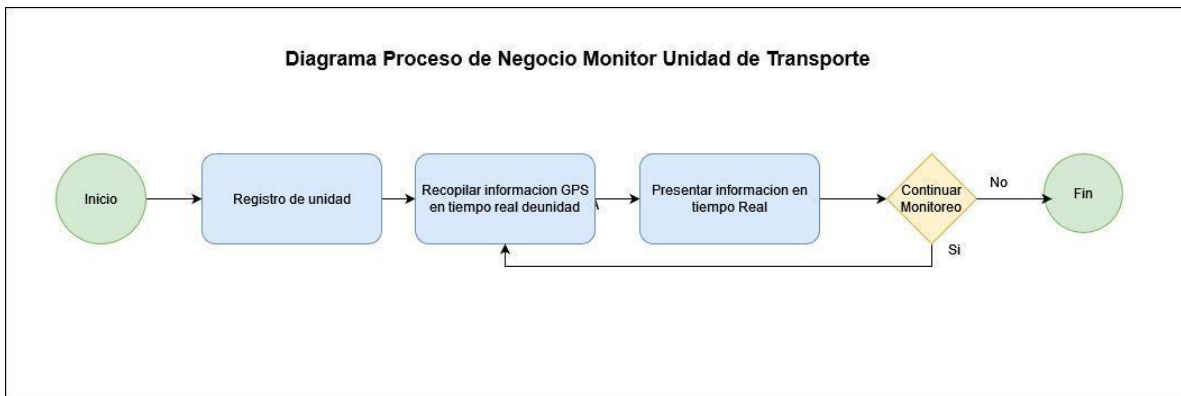 Diagrama Proceso de Negocio Monitor Unidad de Transporte
Inicio
Registro de unidad
Recopilar informacion GPS
en tiempo real deunidad
Presentar informacion en
tiempo Real
Continuar
Monitoreo
No
Si
Fin